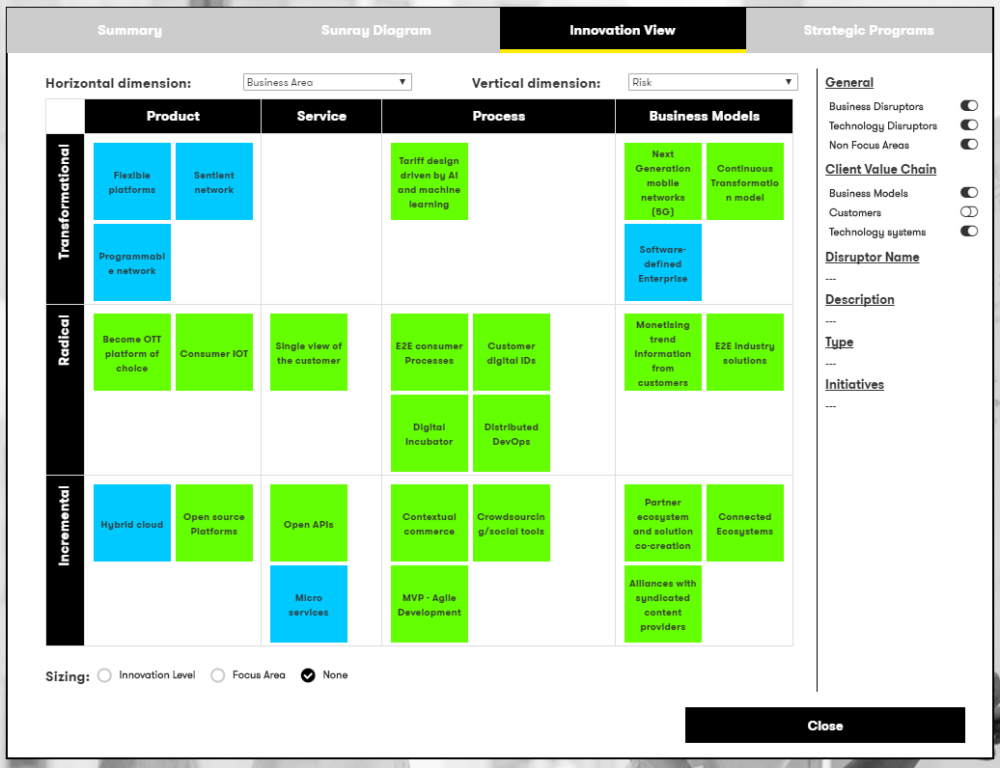 Summary
Sunray Diagram
Innovation View
Strategic Programs
Horizontal dimension:
Business Area
Vertical dimension:
Risk
Product
Service
Process
Business Models
Transformational
Flexible
platforms
Sentient
network
Programmabl
e network
Tariff design
driven by AI
and machine
learning
Next
Generation
mobile
networks
(5G)
Continuous
Transformatio
n model
Software-
defined
Enterprise
Radical
Become OTT
platform of
choice
Consumer IOT
Single view of
the customer
E2E consumer
Processes
Customer
digital IDs
Digital
Incubator
Distributed
DevOps
Monetising
trend
Information
from
customers
E2E Industry
solutions
Incremental
Hybrid cloud
Open source
Platforms
Open APIs
Micro
services
Contextual
commerce
Crowdsourcin
g/social tools
MVP - Agile
Development
Partner
ecosystem
and solution
co-creation
Connected
Ecosystems
Alliances with
syndicated
content
providers
Sizing:
Innovation Level
Focus Area
None
General
Business Disruptors
Technology Disruptors
Non Focus Areas
Client Value Chain
Business Models
Customers
Technology systems
Disruptor Name
---
Description
---
Type
---
Initiatives
---
Close